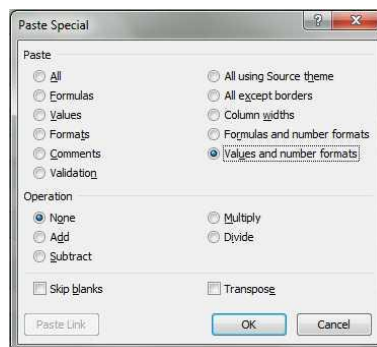 Paste Special
Paste
All
All using Source theme
Formulas
All except borders
Values
Column widths
Formats
Formulas and number formats
Comments
Values and number formats
Validation
Operation
None
Multiply
Add
Divide
Subtract
Skip blanks
Transpose
Paste Link
OK
Cancel